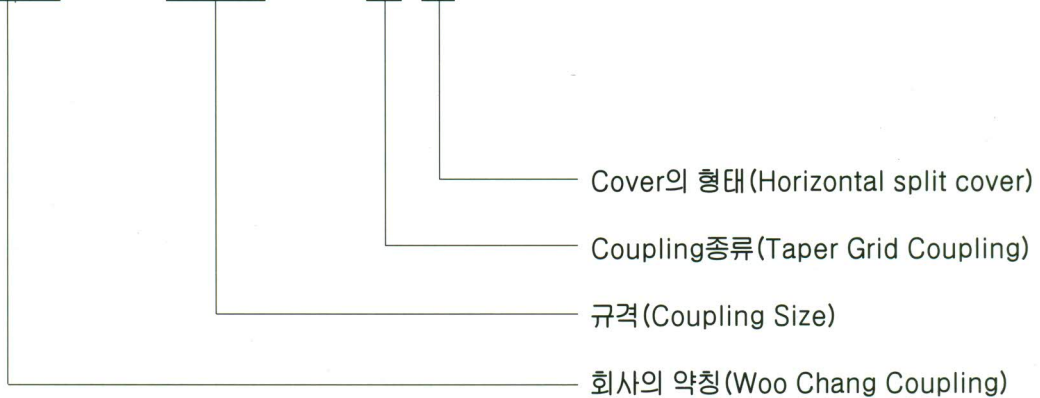 Cover의 형태(Horizontal split cover)
Coupling종류(Taper Grid Coupling)
규격(Coupling Size)
회사의 약칭(Woo Chang Coupling)